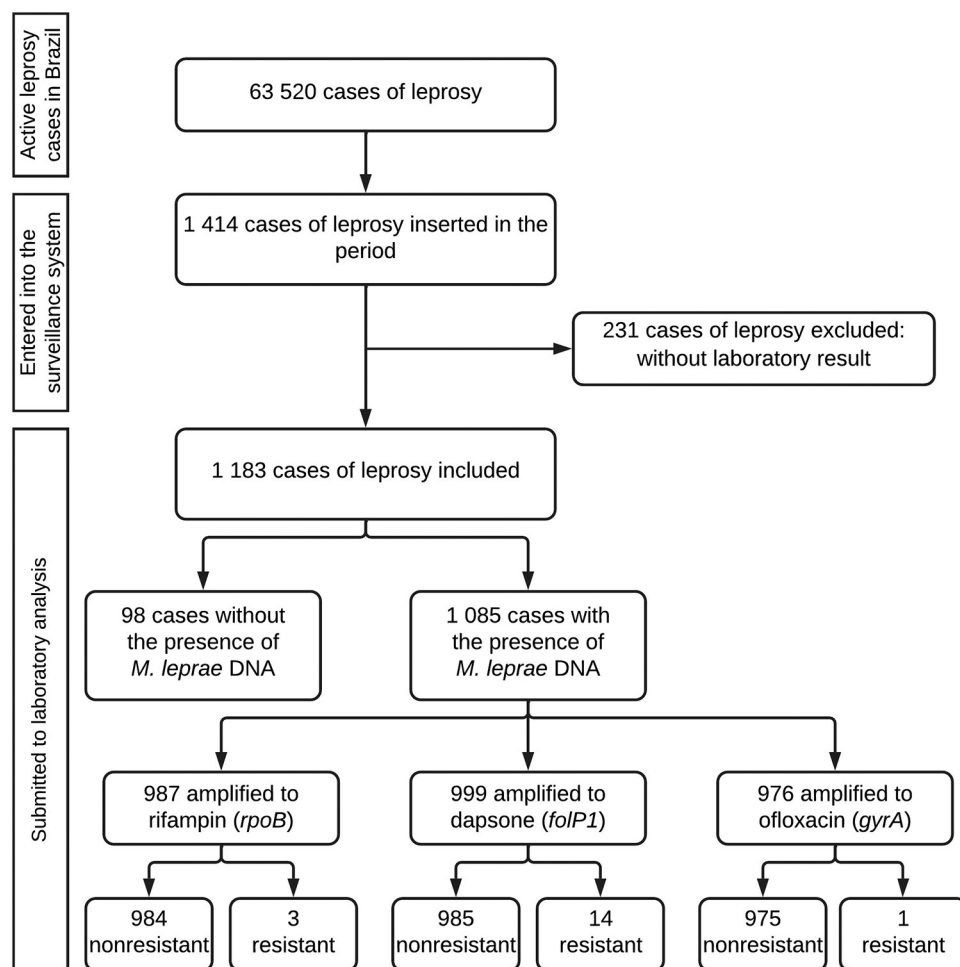 Active leprosy
cases in Brazil
63 520 cases of leprosy
Entered into the
surveillance system
1 414 cases of leprosy inserted in the
period
231 cases of leprosy excluded:
without laboratory result
Submitted to laboratory analysis
1 183 cases of leprosy included
98 cases without
the presence of
M. leprae DNA
1 085 cases with
the presence of
M. leprae DNA
987 amplified to
rifampin (rpoB)
999 amplified to
dapsone (folP1)
976 amplified to
ofloxacin (gyrA)
984
nonresistant
3
resistant
985
nonresistant
14
resistant
975
nonresistant
1
resistant